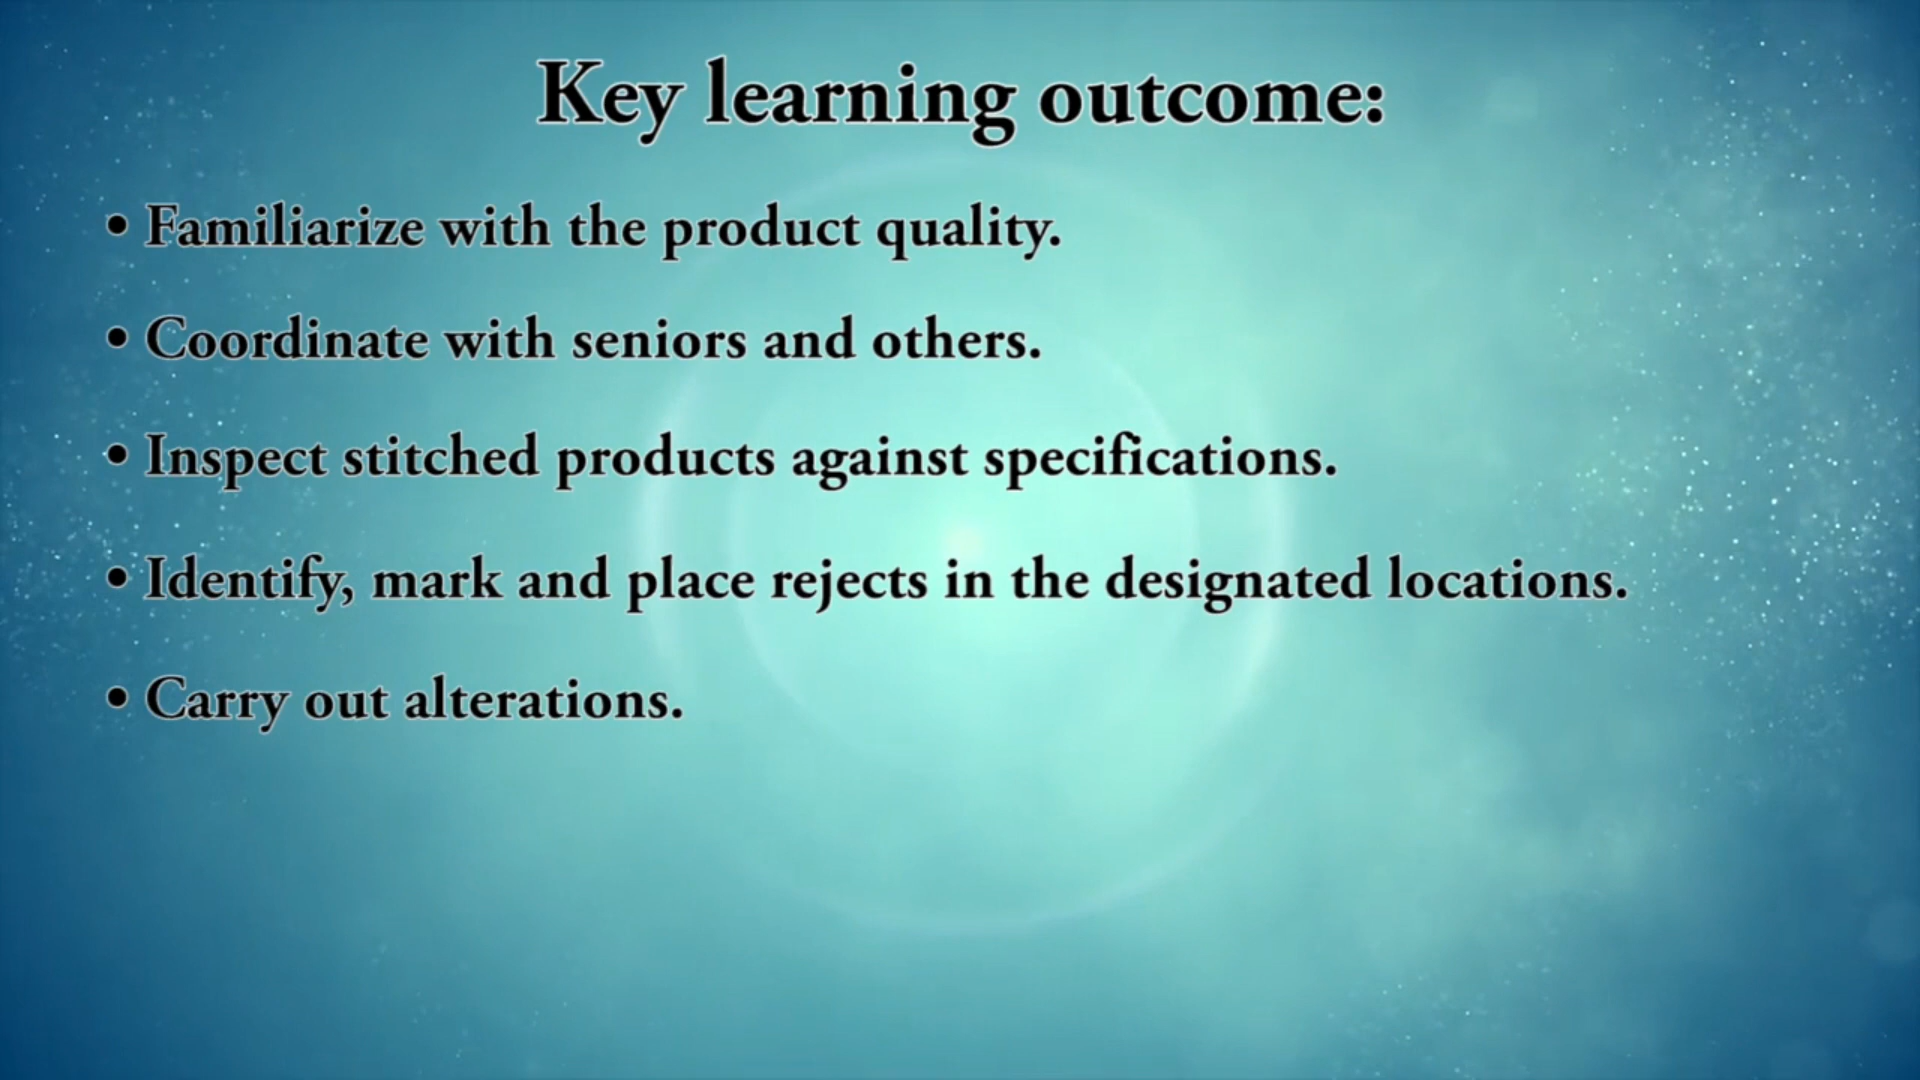 Key learning outcome:
• Familiarize with the product quality.
• Coordinate with seniors and others.
• Inspect stitched products against specifications.
• Identify, mark and place rejects in the designated locations.
• Carry out alterations.